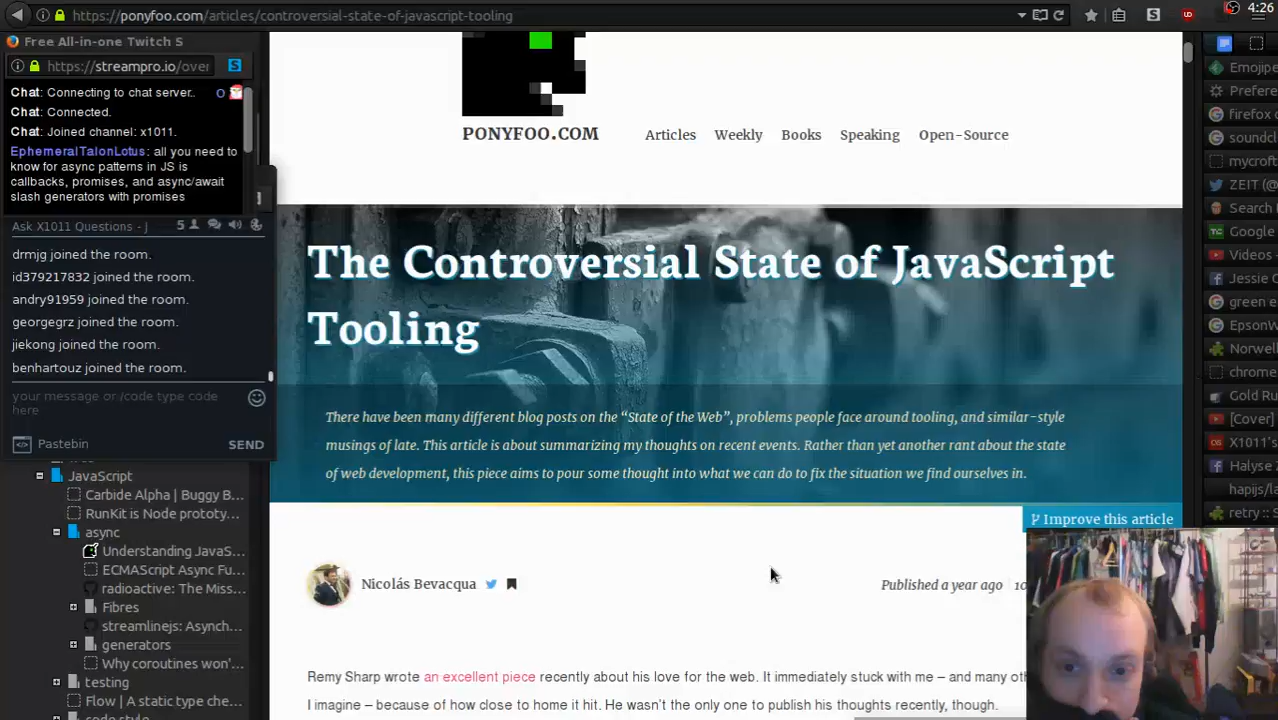 https://ponyfoo.com/articles/controversial-state-of-javascript-tooling
4:26
Free All-in-one Twitch S
https://streampro.io/over
Chat: Connecting to chat server..
Chat: Connected.
Chat: Joined channel: x1011.
EphemeralTalonLotus: all you need to
know for async patterns in JS is
callbacks, promises, and async/await
slash generators with promises
Ask X1011 Questions - J
5
drmjg joined the room.
id379217832 joined the room.
andry91959 joined the room.
georgegrz joined the room.
jiekong joined the room.
benhartouz joined the room.
your message or /code type code
here
Pastebin
SEND
JavaScript
Carbide Alpha | Buggy B...
RunKit is Node prototy...
async
Understanding JavaS...
ECMAScript Async Fu...
radioactive: The Miss...
Fibres
streamlinejs: Asynch...
generators
Why coroutines won'...
testing
Flow | A static type che...
code style
PONYFOO.COM
Articles
Weekly
Books
Speaking
Open-Source
The Controversial State of JavaScript
Tooling
There have been many different blog posts on the “State of the Web”, problems people face around tooling, and similar-style
musings of late. This article is about summarizing my thoughts on recent events. Rather than yet another rant about the state
of web development, this piece aims to pour some thought into what we can do to fix the situation we find ourselves in.
Improve this article
Nicolás Bevacqua
Published a year ago
10
Remy Sharp wrote an excellent piece recently about his love for the web. It immediately stuck with me – and many oth
I imagine – because of how close to home it hit. He wasn't the only one to publish his thoughts recently, though.
Emojipe
Prefere
firefox c
soundcl
mycroft
ZEIT (@
Search
Google
Videos -
Jessie C
green e
EpsonW
Norwell
chrome
Gold Ru
[Cover]
X1011's
Halyse
hapijs/la
retry ::